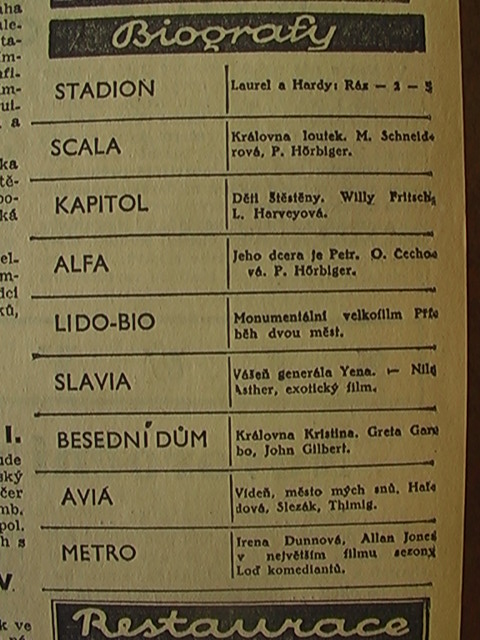 Biografy
STADION
Laurel a Hardy: Ráz — 2 — 3
SCALA
Královna loutek. M. Schneide-
rová, P. Hörbiger.
KAPITOL
Děti Štěstěny. Willy Fritsch,
L. Harveyová.
ALFA
Jeho dcera je Petr. O. Čecho-
vá. P. Hörbiger.
LIDO-BIO
Monumentální velkofilm Pří-
běh dvou měst.
SLAVIA
Vášeň generála Yena. — Nils
Asther, exotický film.
BESEDNÍ DŮM
Královna Kristina. Greta Gar-
bo, John Gilbert.
AVIA
Vídeň, město mých snů.
dová, Slezák, Thimig.
METRO
Irena Dunnová, Allan Jones
v největším filmu sezony
Loď komediantů.
Restaurace